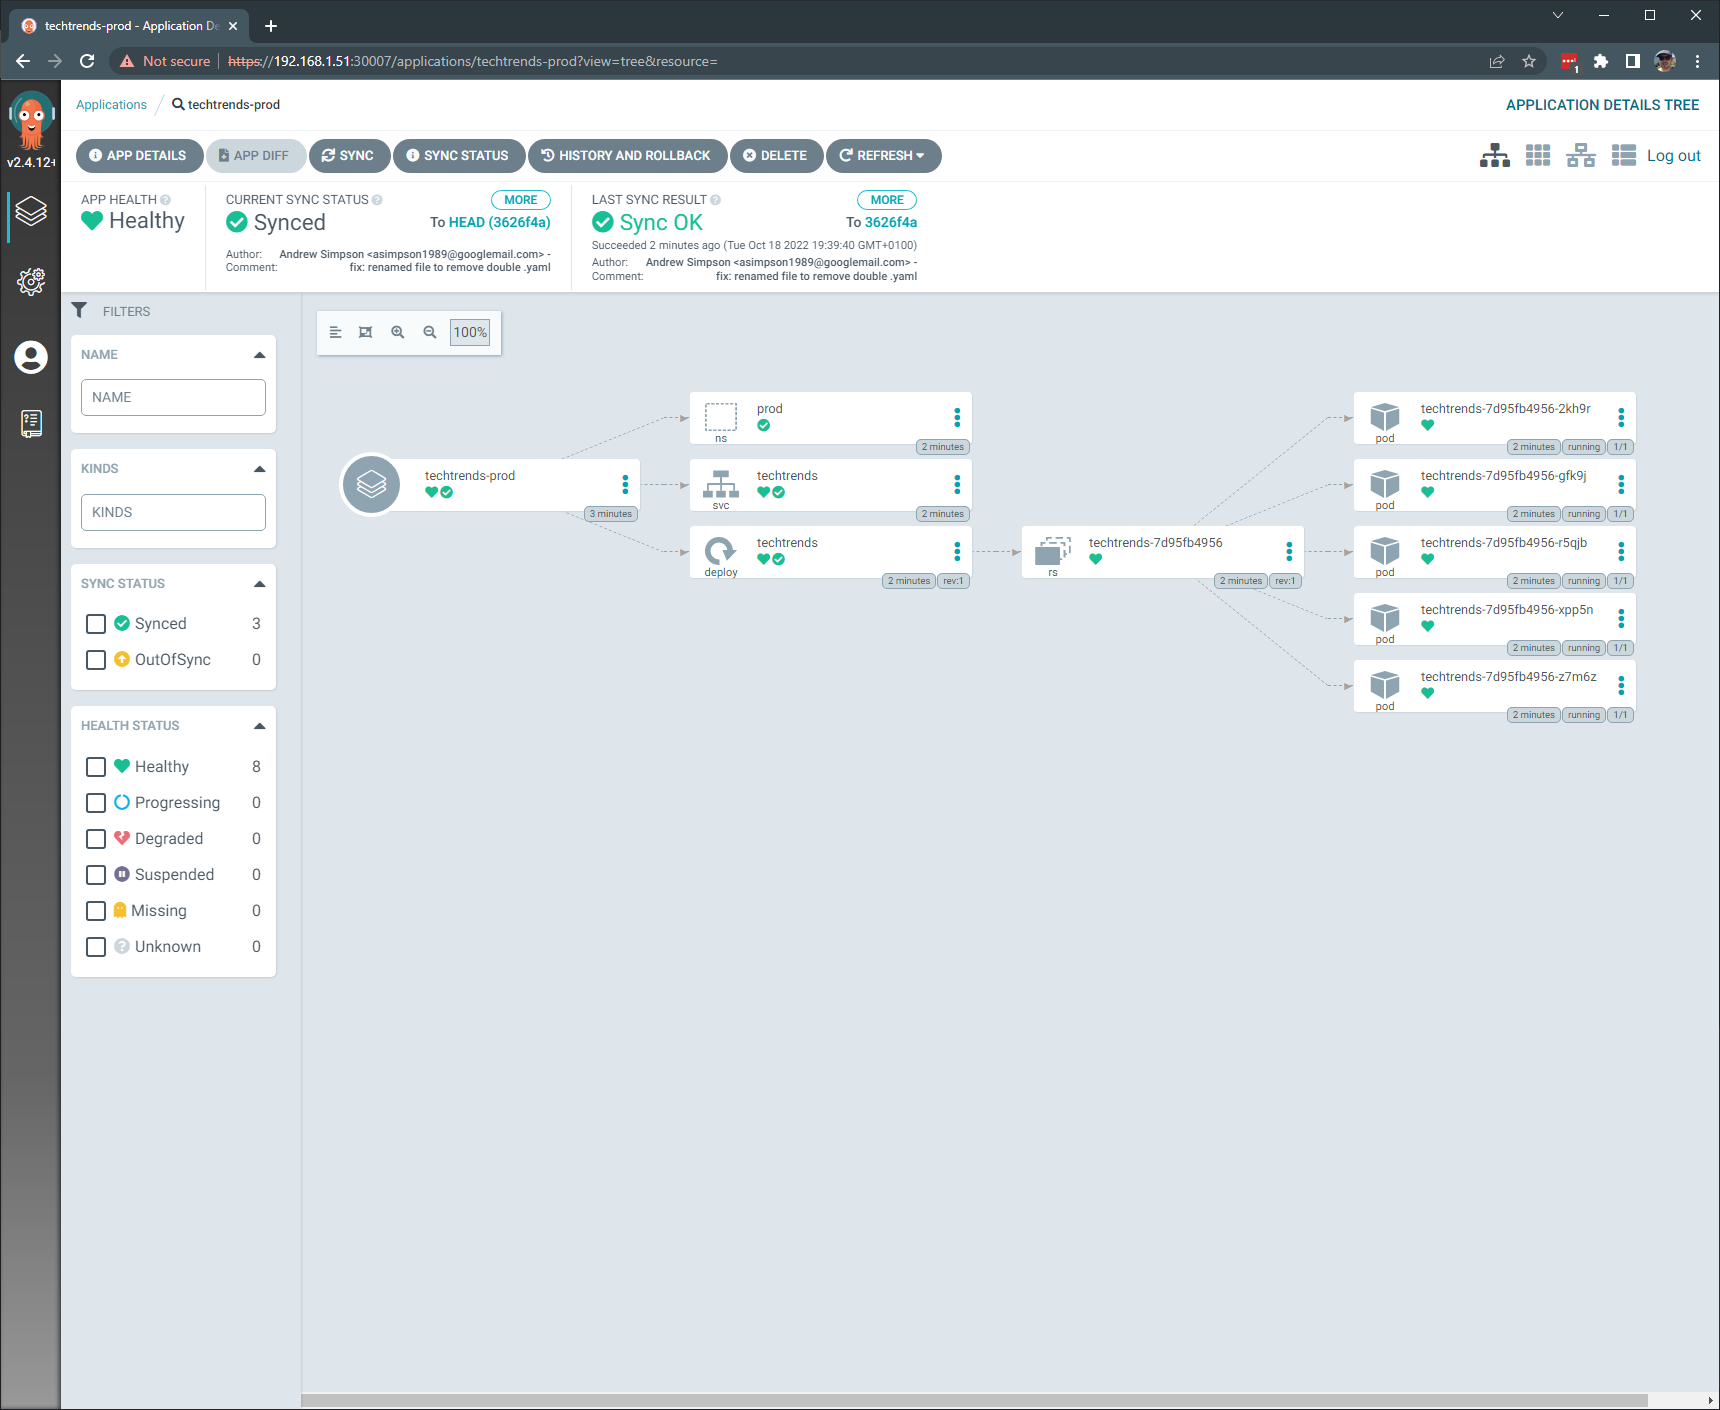 techtrends-prod - Application De
Not secure
https://192.168.1.51:30007/applications/techtrends-prod?view=tree&resource=
1
v2.4.12+
Applications
techtrends-prod
APPLICATION DETAILS TREE
APP DETAILS
APP DIFF
SYNC
SYNC STATUS
HISTORY AND ROLLBACK
DELETE
REFRESH
Log out
APP HEALTH
Healthy
CURRENT SYNC STATUS
MORE
Synced
To HEAD (3626f4a)
Author: Andrew Simpson <asimpson1989@googlemail.com> -
Comment: fix: renamed file to remove double .yaml
LAST SYNC RESULT
MORE
Sync OK
To 3626f4a
Succeeded 2 minutes ago (Tue Oct 18 2022 19:39:40 GMT+0100)
Author: Andrew Simpson <asimpson1989@googlemail.com> -
Comment: fix: renamed file to remove double .yaml
FILTERS
NAME
NAME
KINDS
KINDS
SYNC STATUS
Synced 3
OutOfSync 0
HEALTH STATUS
Healthy 8
Progressing 0
Degraded 0
Suspended 0
Missing 0
Unknown 0
100%
techtrends-prod
3 minutes
prod
ns
2 minutes
techtrends
svc
2 minutes
techtrends
deploy
2 minutes rev:1
techtrends-7d95fb4956
rs
2 minutes rev:1
techtrends-7d95fb4956-2kh9r
pod
2 minutes running 1/1
techtrends-7d95fb4956-gfk9j
pod
2 minutes running 1/1
techtrends-7d95fb4956-r5qjb
pod
2 minutes running 1/1
techtrends-7d95fb4956-xpp5n
pod
2 minutes running 1/1
techtrends-7d95fb4956-z7m6z
pod
2 minutes running 1/1